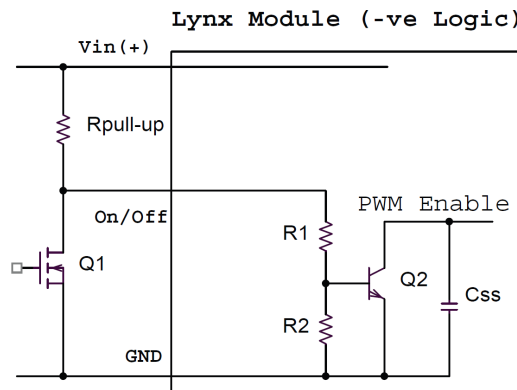 Lynx Module (-ve Logic)
Vin(+)
Rpull-up
On/Off
PWM Enable
R1
Q1
Q2
Css
R2
GND